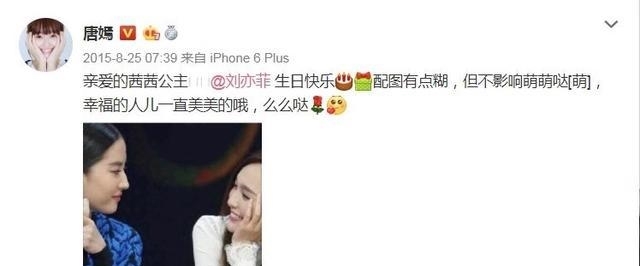 唐嫣
2015-8-25 07:39 来自 iPhone 6 Plus
亲爱的茜茜公主 @刘亦菲 生日快乐 配图有点糊，但不影响萌萌哒[萌]，
幸福的人儿一直美美的哦，么么哒